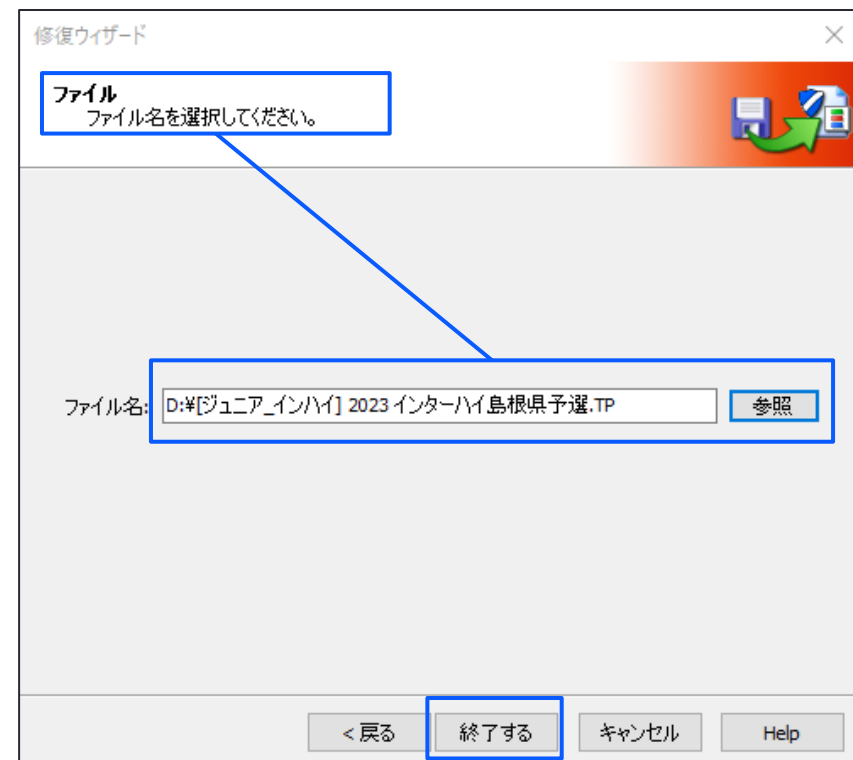 修復ウィザード
ファイル
ファイル名を選択してください。
ファイル名: D:¥[ジュニア_インハイ] 2023 インターハイ島根県予選.TP 参照
< 戻る 終了する キャンセル Help